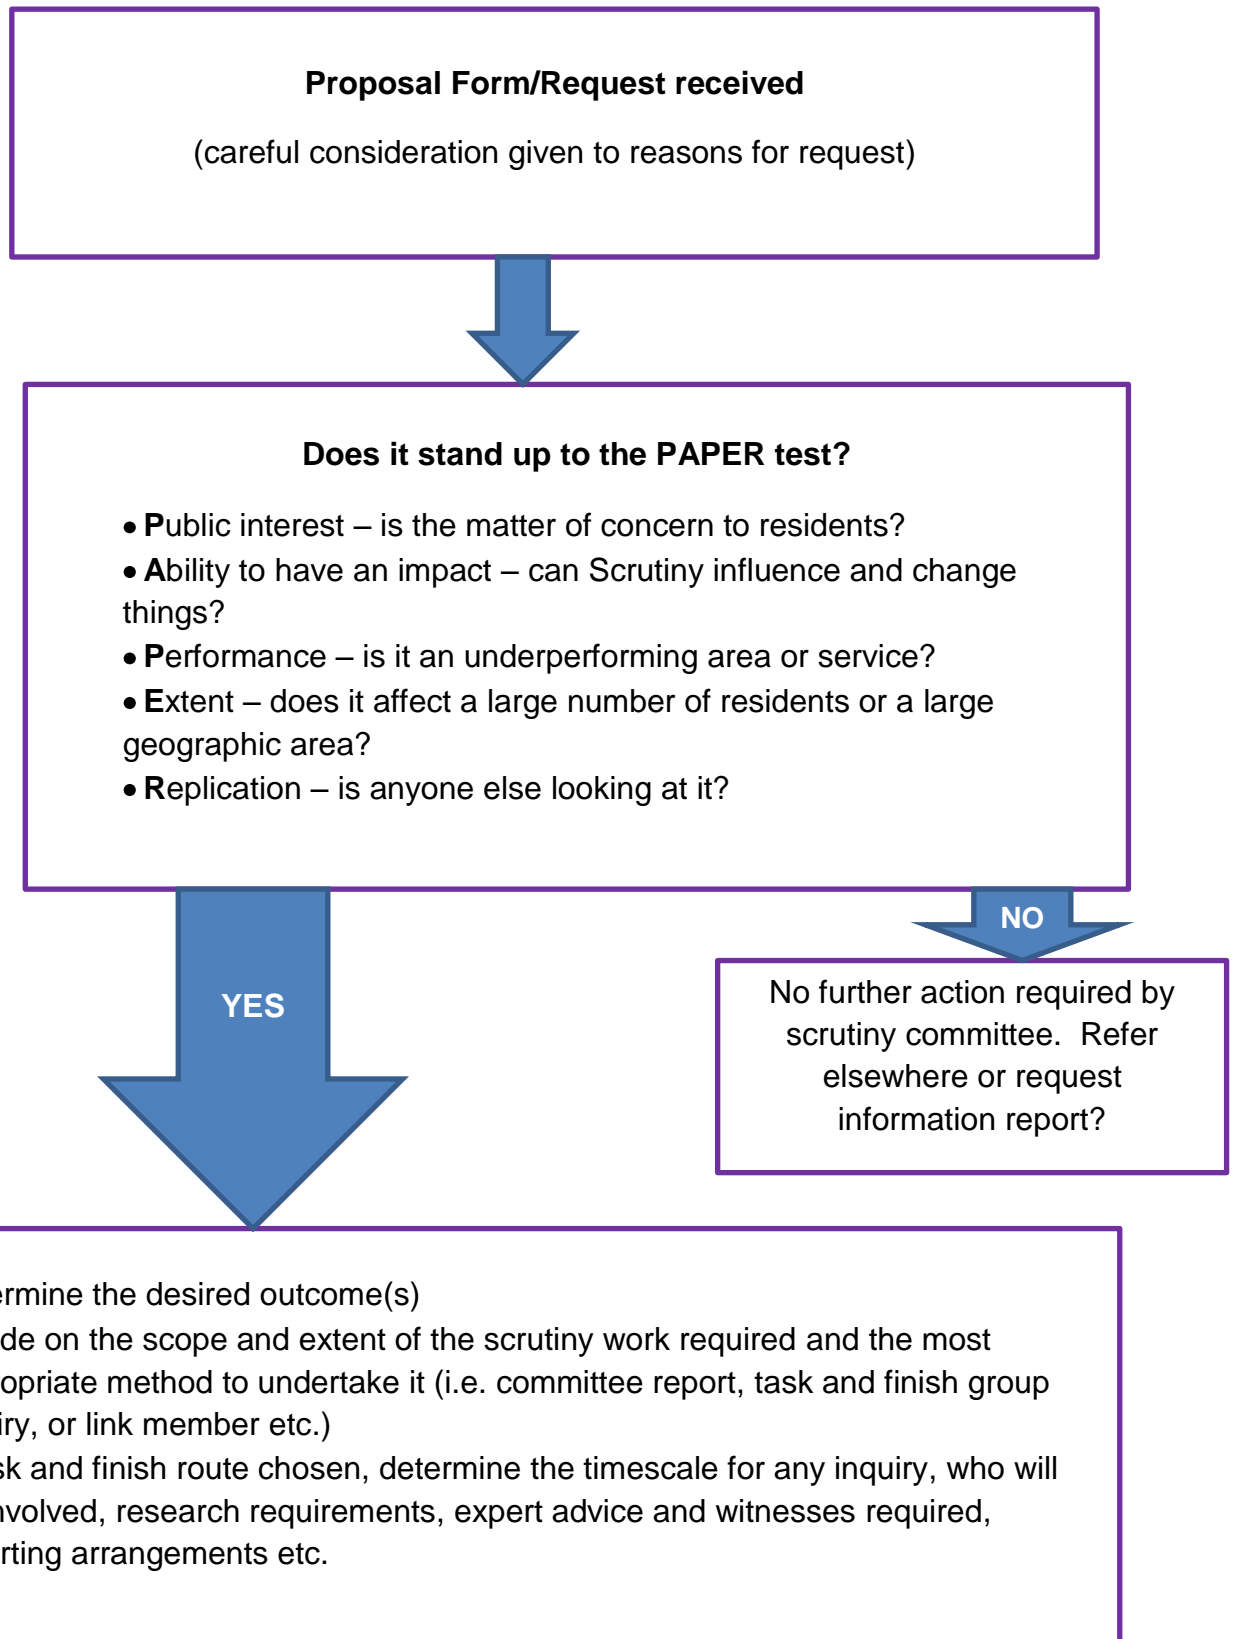 Proposal Form/Request received
(careful consideration given to reasons for request)
Does it stand up to the PAPER test?
• Public interest – is the matter of concern to residents?
• Ability to have an impact – can Scrutiny influence and change
things?
• Performance – is it an underperforming area or service?
• Extent – does it affect a large number of residents or a large
geographic area?
• Replication – is anyone else looking at it?
NO
YES
No further action required by
scrutiny committee.  Refer
elsewhere or request
information report?
ermine the desired outcome(s)
de on the scope and extent of the scrutiny work required and the most
opriate method to undertake it (i.e. committee report, task and finish group
iry, or link member etc.)
sk and finish route chosen, determine the timescale for any inquiry, who will
nvolved, research requirements, expert advice and witnesses required,
rting arrangements etc.